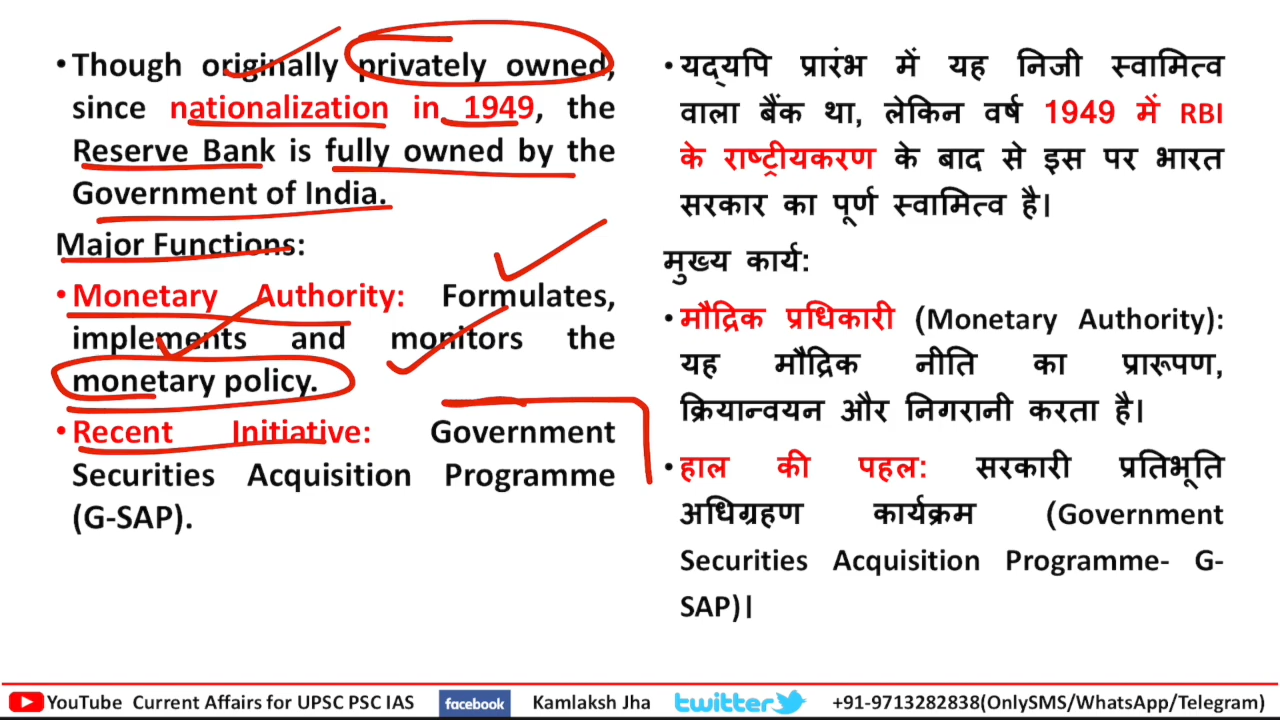 •Though originally privately owned,
since nationalization in 1949, the
Reserve Bank is fully owned by the
Government of India.
Major Functions:
•Monetary Authority: Formulates,
implements and monitors the
monetary policy.
•Recent Initiative: Government
Securities Acquisition Programme
(G-SAP).
•यद्यपि प्रारंभ में यह निजी स्वामित्व
वाला बैंक था, लेकिन वर्ष 1949 में RBI
के राष्ट्रीयकरण के बाद से इस पर भारत
सरकार का पूर्ण स्वामित्व है।
मुख्य कार्य:
•मौद्रिक प्रधिकारी (Monetary Authority):
यह मौद्रिक नीति का प्रारूपण,
क्रियान्वयन और निगरानी करता है।
•हाल की पहल: सरकारी प्रतिभूति
अधिग्रहण कार्यक्रम (Government
Securities Acquisition Programme- G-
SAP)।
YouTube Current Affairs for UPSC PSC IAS facebook Kamlaksh Jha twitter +91-9713282838(OnlySMS/WhatsApp/Telegram)